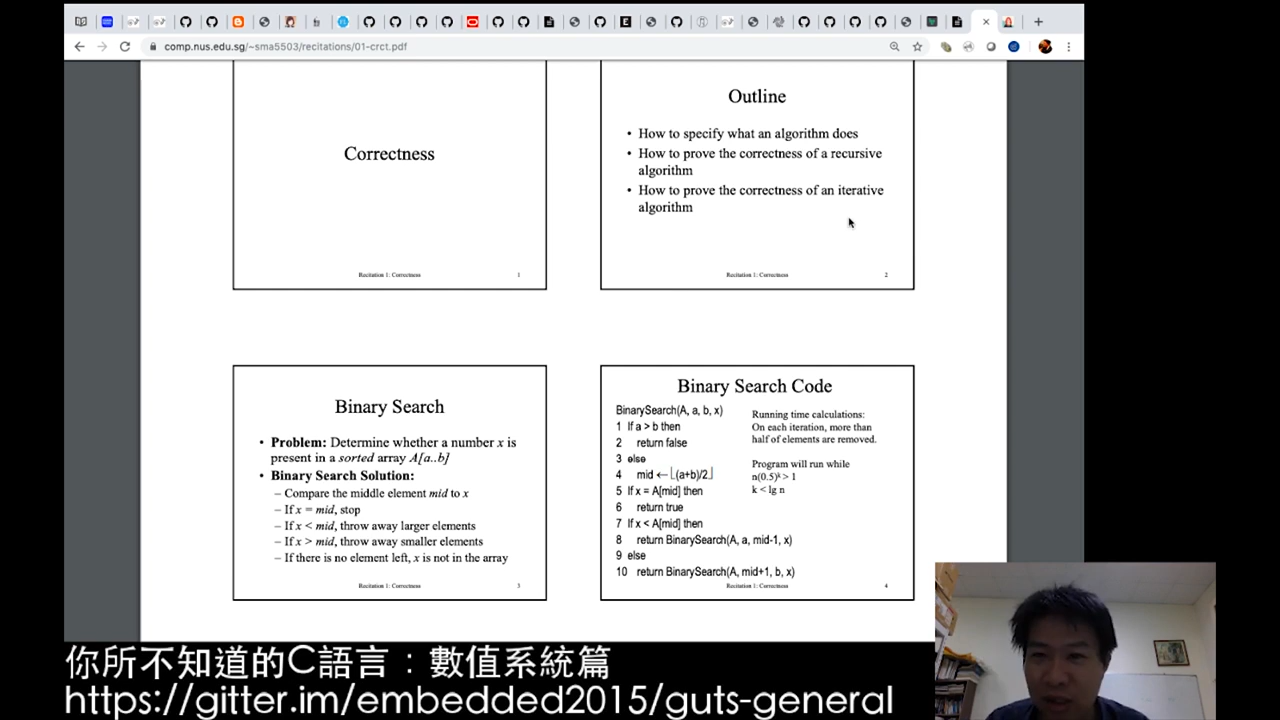 comp.nus.edu.sg/~sma5503/recitations/01-crct.pdf
Correctness
Recitation 1: Correctness 1
Outline
• How to specify what an algorithm does
• How to prove the correctness of a recursive
algorithm
• How to prove the correctness of an iterative
algorithm
Recitation 1: Correctness 2
Binary Search
• Problem: Determine whether a number x is
present in a sorted array A[a..b]
• Binary Search Solution:
– Compare the middle element mid to x
– If x = mid, stop
– If x < mid, throw away larger elements
– If x > mid, throw away smaller elements
– If there is no element left, x is not in the array
Recitation 1: Correctness 3
Binary Search Code
BinarySearch(A, a, b, x)
1 If a > b then
2 return false
3 else
4 mid ← ⌊(a+b)/2⌋
5 If x = A[mid] then
6 return true
7 If x < A[mid] then
8 return BinarySearch(A, a, mid-1, x)
9 else
10 return BinarySearch(A, mid+1, b, x)
Running time calculations:
On each iteration, more than
half of elements are removed.
Program will run while
n(0.5)ᵏ > 1
k < lg n
Recitation 1: Correctness 4
你所不知道的C語言：數值系統篇
https://gitter.im/embedded2015/guts-general